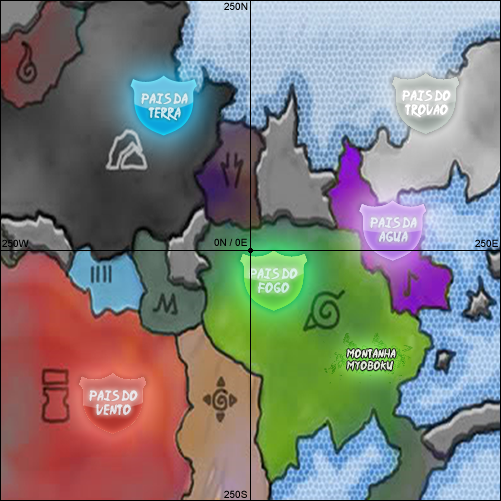 250N
PAIS DA
TERRA
PAIS DO
TROVAO
PAIS DA
AGUA
250W
0N / 0E
250E
PAIS DO
FOGO
MONTANHA
MYOBOKU
PAIS DO
VENTO
250S